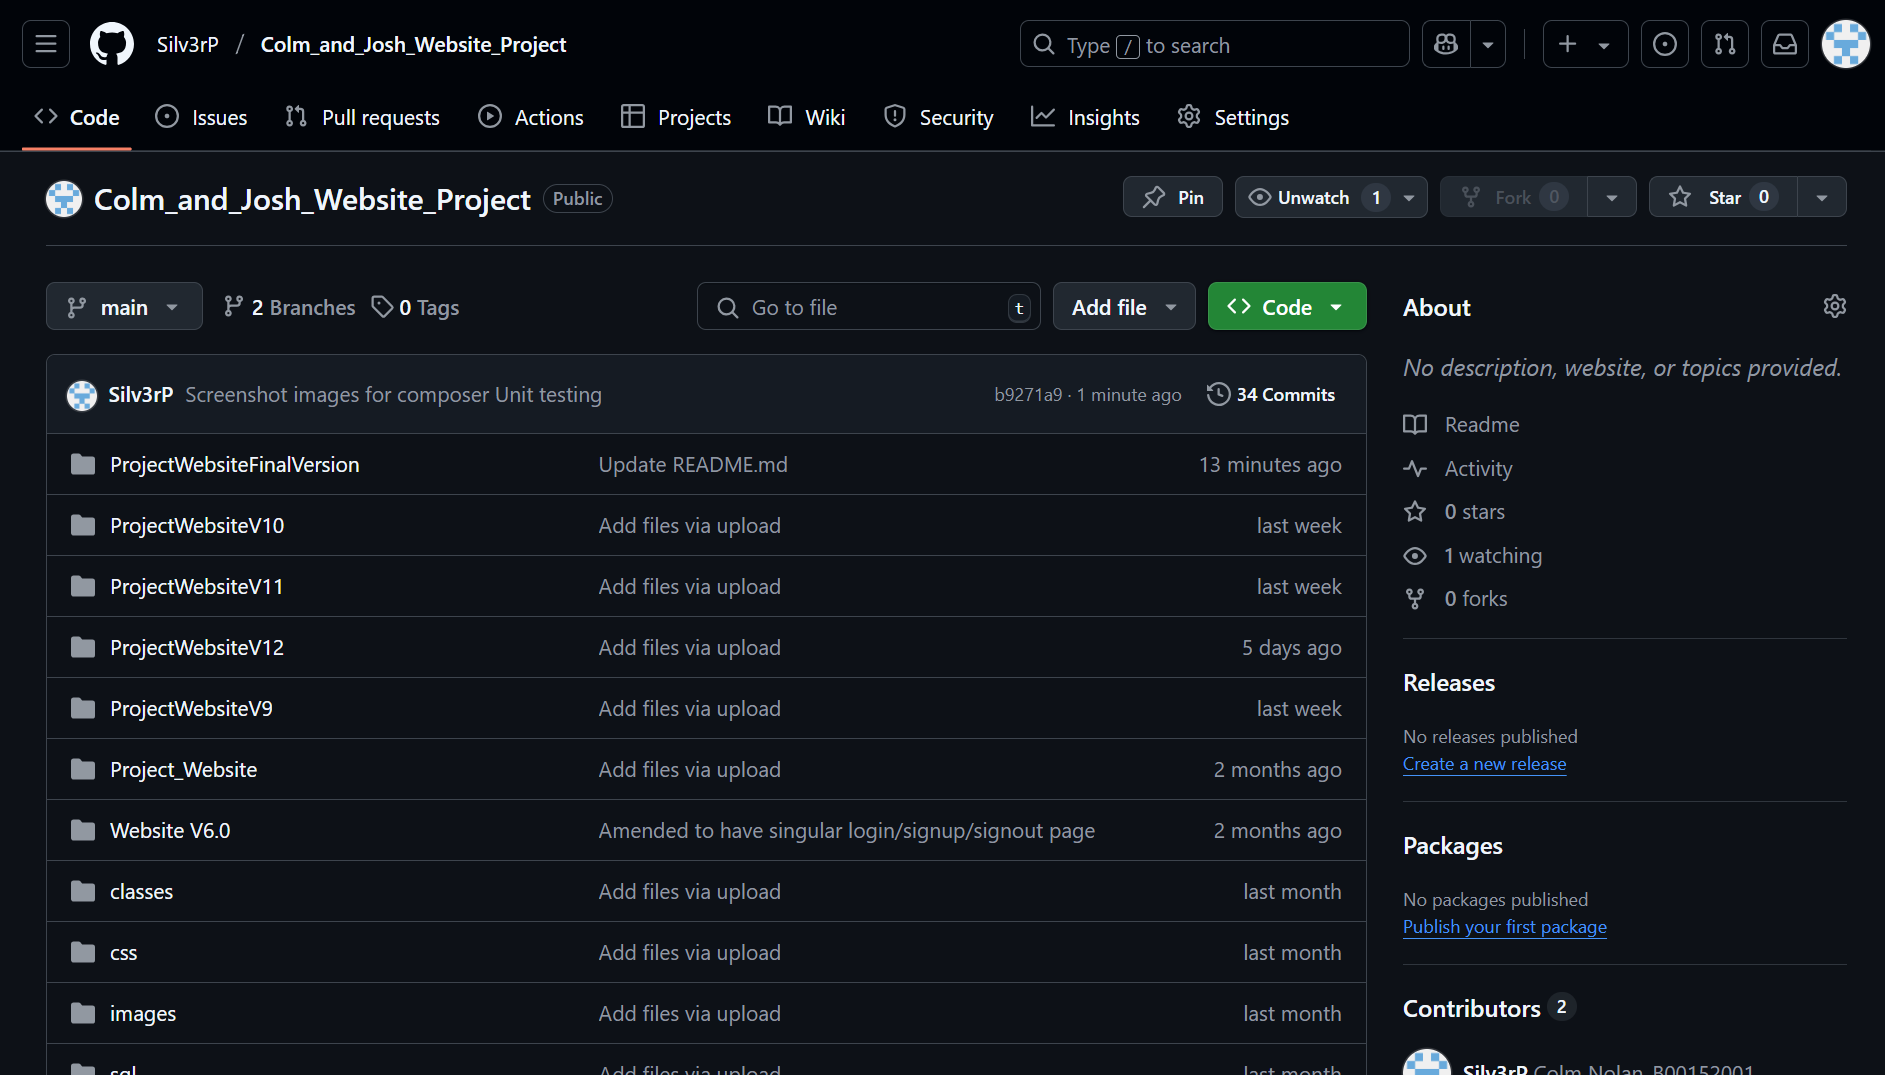 Silv3rP / Colm_and_Josh_Website_Project
Type / to search
Code Issues Pull requests Actions Projects Wiki Security Insights Settings
Colm_and_Josh_Website_Project Public
Pin Unwatch 1 Fork 0 Star 0
main 2 Branches 0 Tags Go to file t Add file Code
Silv3rP Screenshot images for composer Unit testing b9271a9 · 1 minute ago 34 Commits
ProjectWebsiteFinalVersion Update README.md 13 minutes ago
ProjectWebsiteV10 Add files via upload last week
ProjectWebsiteV11 Add files via upload last week
ProjectWebsiteV12 Add files via upload 5 days ago
ProjectWebsiteV9 Add files via upload last week
Project_Website Add files via upload 2 months ago
Website V6.0 Amended to have singular login/signup/signout page 2 months ago
classes Add files via upload last month
css Add files via upload last month
images Add files via upload last month
sql Add files via upload last month
About
No description, website, or topics provided.
Readme
Activity
0 stars
1 watching
0 forks
Releases
No releases published
Create a new release
Packages
No packages published
Publish your first package
Contributors 2
Silv3rP Colm Nolan_B00152001